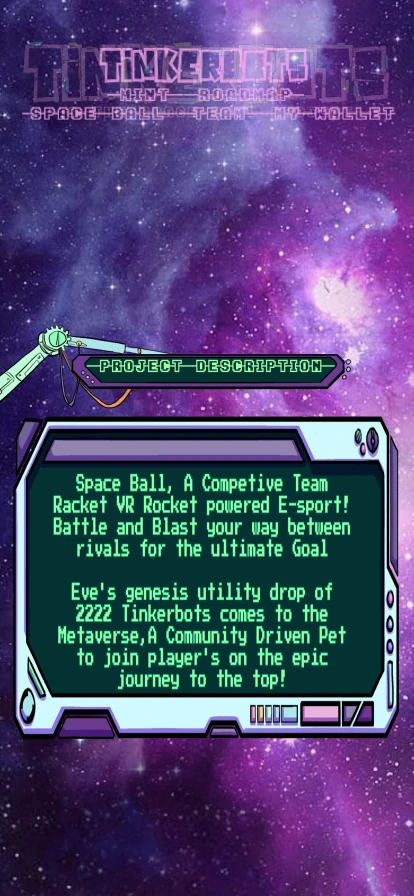 TINKERBOTS
MINT ROADMAP
SPACE BALL TEAM MY WALLET
PROJECT DESCRIPTION
Space Ball, A Competive Team
Racket VR Rocket powered E-sport!
Battle and Blast your way between
rivals for the ultimate Goal
Eve's genesis utility drop of
2222 Tinkerbots comes to the
Metaverse,A Community Driven Pet
to join player's on the epic
journey to the top!